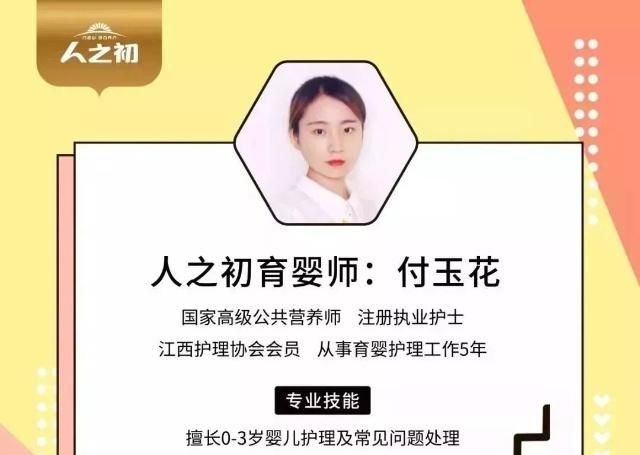 NEW BORN
人之初
人之初育婴师：付玉花
国家高级公共营养师 注册执业护士
江西护理协会会员 从事育婴护理工作5年
专业技能
擅长0-3岁婴儿护理及常见问题处理